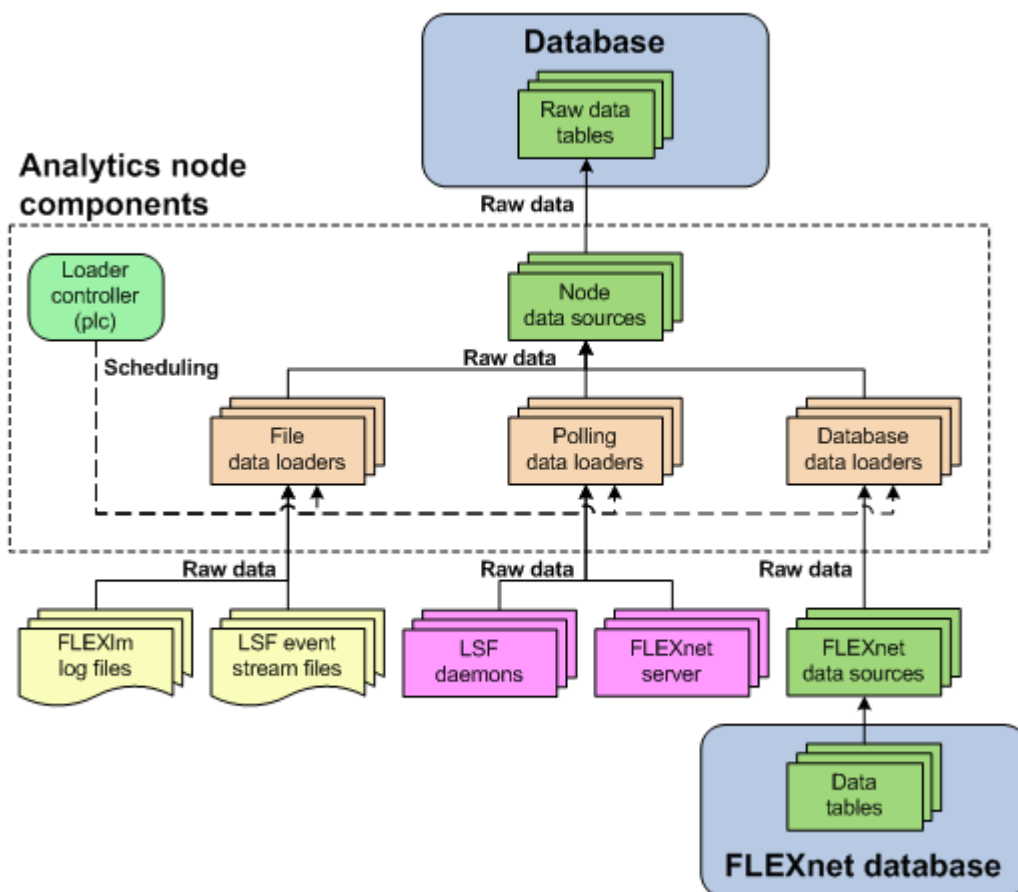 Database
Raw data
tables
Analytics node
components
Raw data
Loader
controller
(plc)
Node
data sources
Scheduling
Raw data
File
data loaders
Polling
data loaders
Database
data loaders
Raw data
Raw data
Raw data
FLEXlm
log files
LSF event
stream files
LSF
daemons
FLEXnet
server
FLEXnet
data sources
Data
tables
FLEXnet database